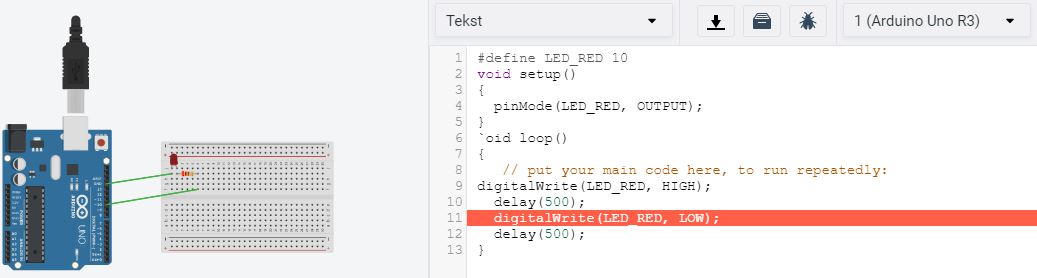 Tekst
1 (Arduino Uno R3)
1 #define LED_RED 10
2 void setup()
3 {
4 pinMode(LED_RED, OUTPUT);
5 }
6 `oid loop()
7 {
8 // put your main code here, to run repeatedly:
9 digitalWrite(LED_RED, HIGH);
10 delay(500);
11 digitalWrite(LED_RED, LOW);
12 delay(500);
13 }
UNO
ARDUINO